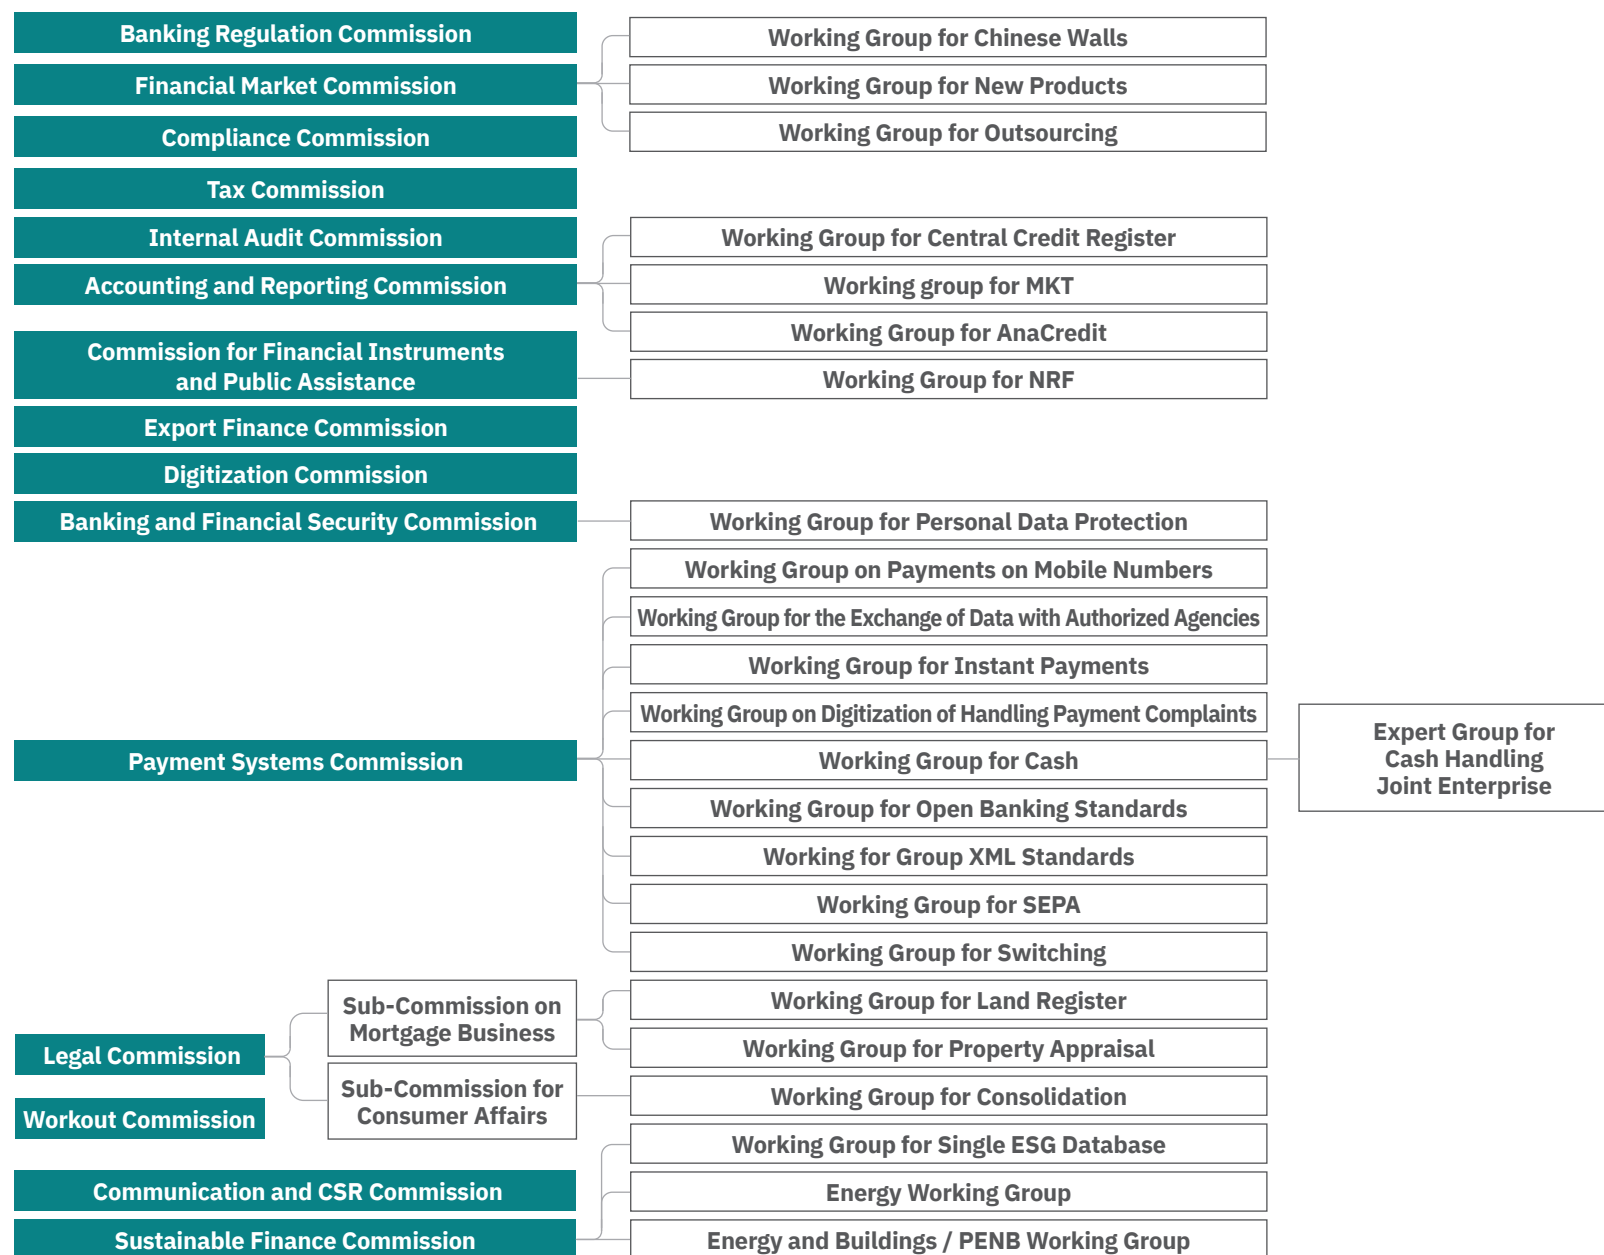 Banking Regulation Commission
Working Group for Chinese Walls
Financial Market Commission
Working Group for New Products
Compliance Commission
Working Group for Outsourcing
Tax Commission
Internal Audit Commission
Working Group for Central Credit Register
Accounting and Reporting Commission
Working group for MKT
Working Group for AnaCredit
Commission for Financial Instruments
and Public Assistance
Working Group for NRF
Export Finance Commission
Digitization Commission
Banking and Financial Security Commission
Working Group for Personal Data Protection
Working Group on Payments on Mobile Numbers
Working Group for the Exchange of Data with Authorized Agencies
Working Group for Instant Payments
Working Group on Digitization of Handling Payment Complaints
Payment Systems Commission
Working Group for Cash
Expert Group for
Cash Handling
Joint Enterprise
Working Group for Open Banking Standards
Working for Group XML Standards
Working Group for SEPA
Working Group for Switching
Legal Commission
Sub-Commission on
Mortgage Business
Working Group for Land Register
Working Group for Property Appraisal
Sub-Commission for
Consumer Affairs
Working Group for Consolidation
Workout Commission
Working Group for Single ESG Database
Communication and CSR Commission
Energy Working Group
Sustainable Finance Commission
Energy and Buildings / PENB Working Group